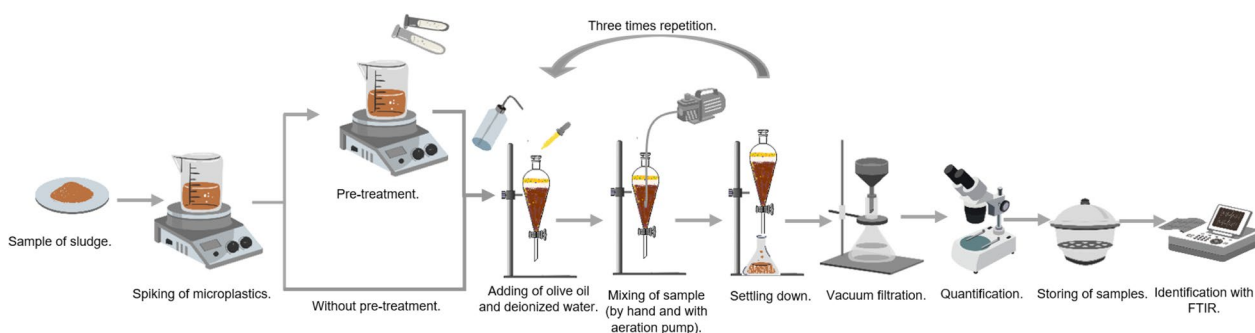 Three times repetition.
Pre-treatment.
Sample of sludge.
Spiking of microplastics.
Without pre-treatment.
Adding of olive oil
and deionized water.
Mixing of sample
(by hand and with
aeration pump).
Settling down.
Vacuum filtration.
Quantification.
Storing of samples.
Identification with
FTIR.